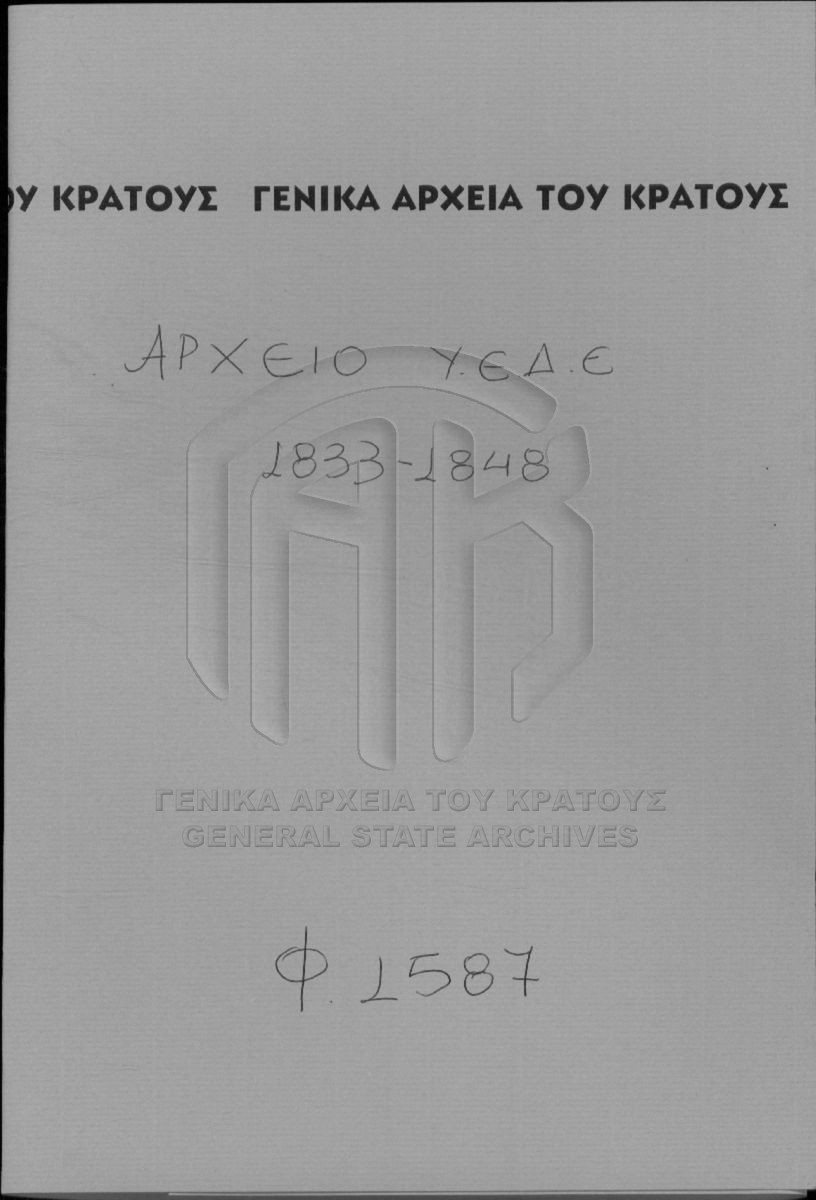 ΟΥ ΚΡΑΤΟΥΣ ΓΕΝΙΚΑ ΑΡΧΕΙΑ ΤΟΥ ΚΡΑΤΟΥΣ
ΑΡΧΕΙΟ Υ.ΕΔ.Ε
1833-1848
ΓΕΝΙΚΑ ΑΡΧΕΙΑ ΤΟΥ ΚΡΑΤΟΥΣ
GENERAL STATE ARCHIVES
Φ. 1587